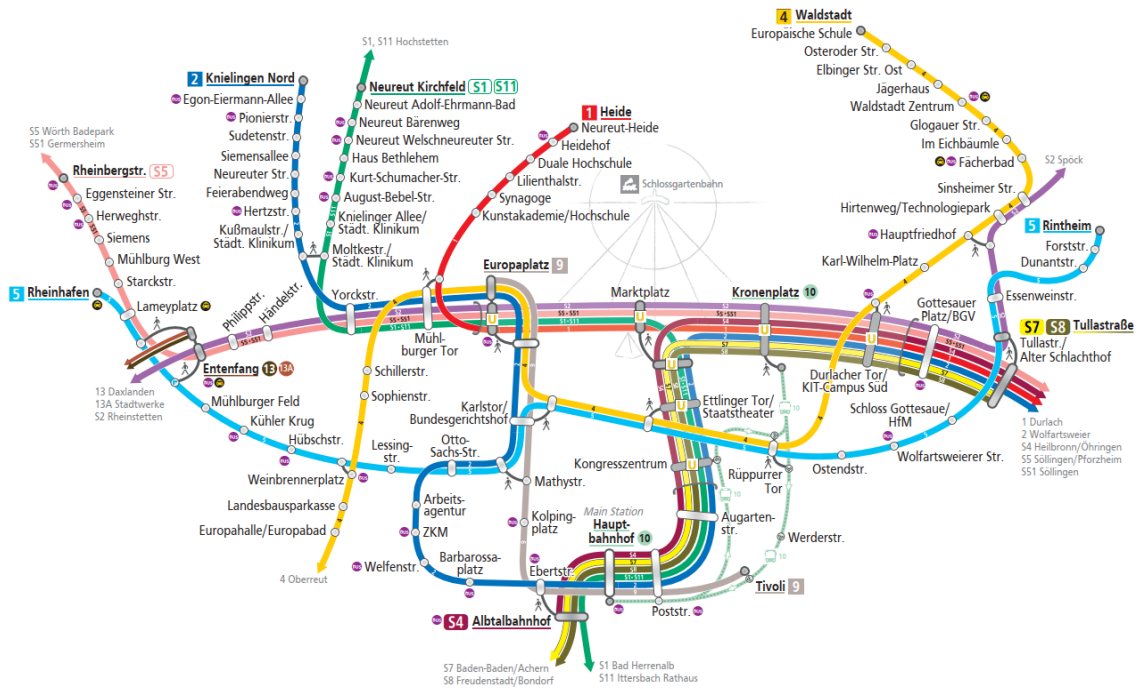 S1, S11 Hochstetten
4 Waldstadt
Europäische Schule
Osteroder Str.
Elbinger Str. Ost
Jägerhaus
Waldstadt Zentrum
Glogauer Str.
Im Eichbäumle
Fächerbad
Sinsheimer Str.
Hirtenweg/Technologiepark
Hauptfriedhof
Karl-Wilhelm-Platz
S2 Spöck
2 Knielingen Nord
Egon-Eiermann-Allee
Pionierstr.
Sudetenstr.
Siemensallee
Neureuter Str.
Feierabendweg
Hertzstr.
Kußmaulstr./
Städt. Klinikum
Neureut Kirchfeld S1 S11
Neureut Adolf-Ehrmann-Bad
Neureut Bärenweg
Neureut Welschneureuter Str.
Haus Bethlehem
Kurt-Schumacher-Str.
August-Bebel-Str.
Knielinger Allee/
Städt. Klinikum
Moltkestr./
Städt. Klinikum
1 Heide
Neureut-Heide
Heidehof
Duale Hochschule
Lilienthalstr.
Synagoge
Kunstakademie/Hochschule
Schlossgartenbahn
S5 Wörth Badepark
S51 Germersheim
Rheinbergstr. S5
Eggensteiner Str.
Herweghstr.
Siemens
Mühlburg West
Starckstr.
5 Rheinhafen
Lameyplatz
Philippstr.
Händelstr.
Entenfang 13 13A
13 Daxlanden
13A Stadtwerke
S2 Rheinstetten
Yorckstr.
Mühl-
burger Tor
Europaplatz 9
Marktplatz
Kronenplatz 10
5 Rintheim
Forststr.
Dunantstr.
Essenweinstr.
Gottesauer
Platz/BGV
S7 S8 Tullastraße
Tullastr./
Alter Schlachthof
Durlacher Tor/
KIT-Campus Süd
1 Durlach
2 Wolfartsweier
S4 Heilbronn/Öhringen
S5 Söllingen/Pforzheim
S51 Söllingen
Schloss Gottesaue/
HfM
Wolfartsweierer Str.
Ostendstr.
Rüppurrer
Tor
Ettlinger Tor/
Staatstheater
Kongresszentrum
Karlstor/
Bundesgerichtshof
Schillerstr.
Sophienstr.
Mühlburger Feld
Kühler Krug
Hübschstr.
Weinbrennerplatz
Lessing-
str.
Otto-
Sachs-Str.
Mathystr.
Landesbausparkasse
Europahalle/Europabad
4 Oberreut
Arbeits-
agentur
ZKM
Welfenstr.
Barbarossa-
platz
Kolping-
platz
Ebertstr.
Main Station
Haupt-
bahnhof 10
Augarten-
str.
Werderstr.
Tivoli 9
Poststr.
S4 Albtalbahnhof
S7 Baden-Baden/Achern
S8 Freudenstadt/Bondorf
S1 Bad Herrenalb
S11 Ittersbach Rathaus